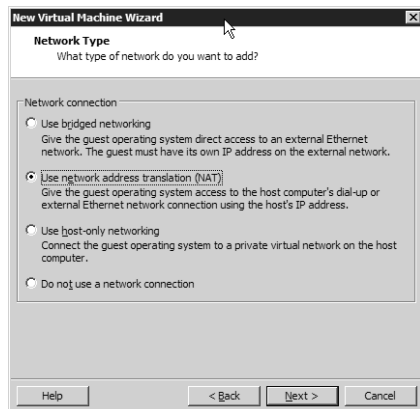 New Virtual Machine Wizard
Network Type
What type of network do you want to add?
Network connection
Use bridged networking
Give the guest operating system direct access to an external Ethernet
network. The guest must have its own IP address on the external network.
Use network address translation (NAT)
Give the guest operating system access to the host computer's dial-up or
external Ethernet network connection using the host's IP address.
Use host-only networking
Connect the guest operating system to a private virtual network on the host
computer.
Do not use a network connection
Help
< Back
Next >
Cancel